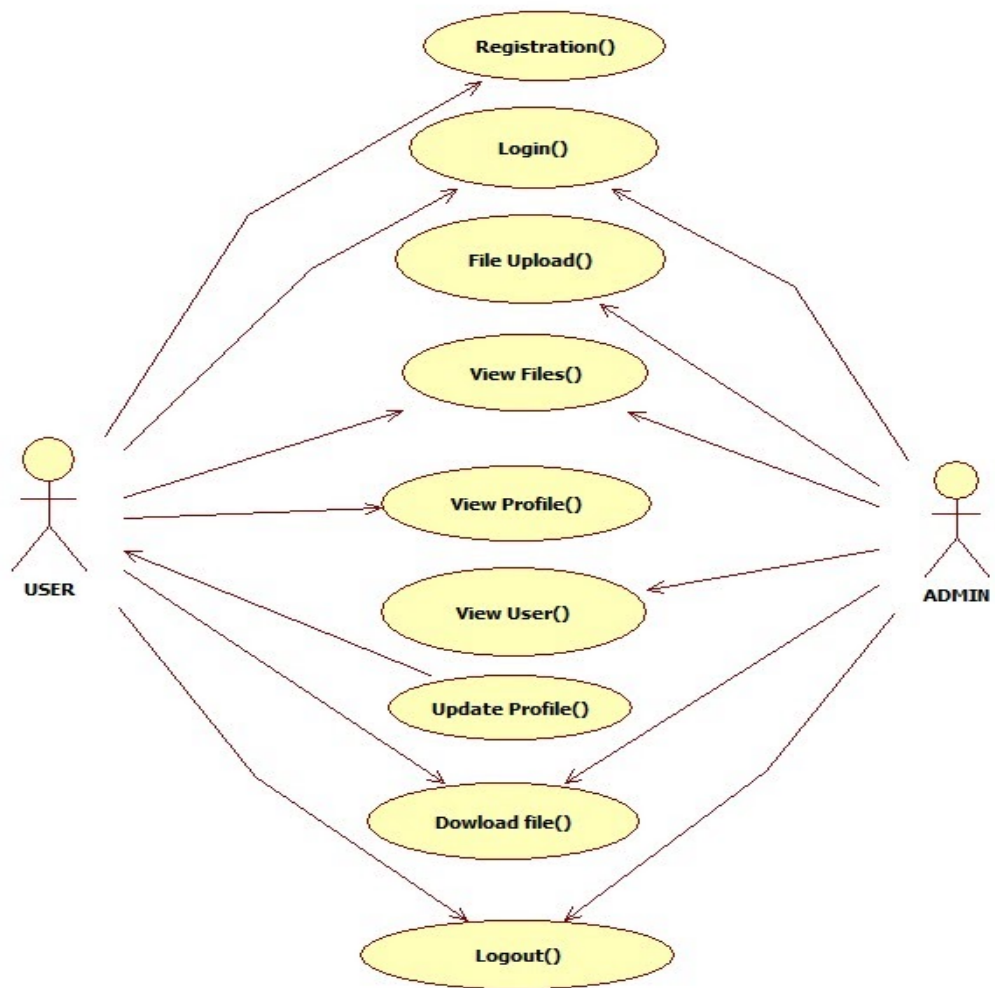 Registration()
Login()
File Upload()
View Files()
View Profile()
USER
ADMIN
View User()
Update Profile()
Dowload file()
Logout()